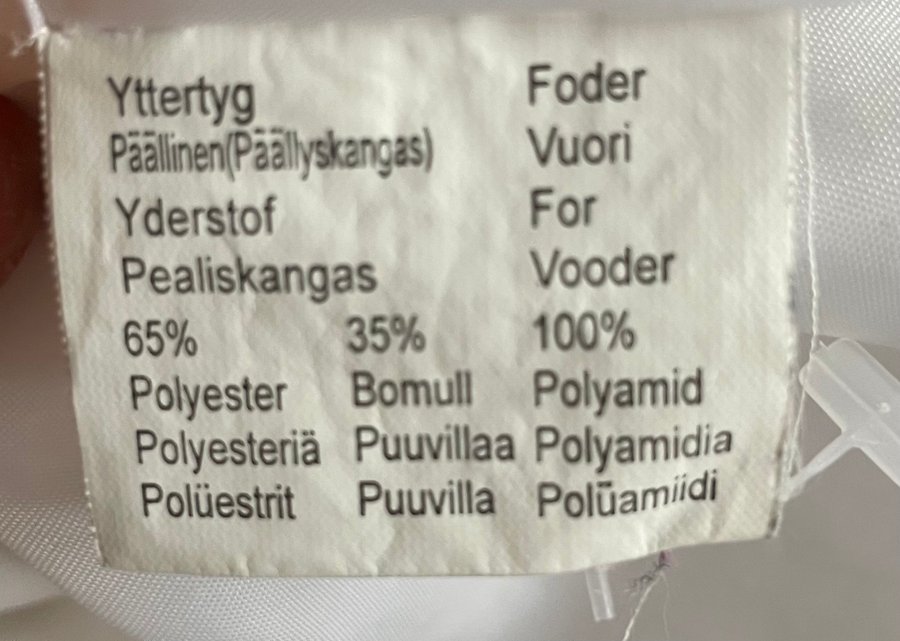 Yttertyg Foder
Päällinen(Päällyskangas) Vuori
Yderstof For
Pealiskangas Vooder
65% 35% 100%
Polyester Bomull Polyamid
Polyesteriä Puuvillaa Polyamidia
Polüestrit Puuvilla Polüamiidi